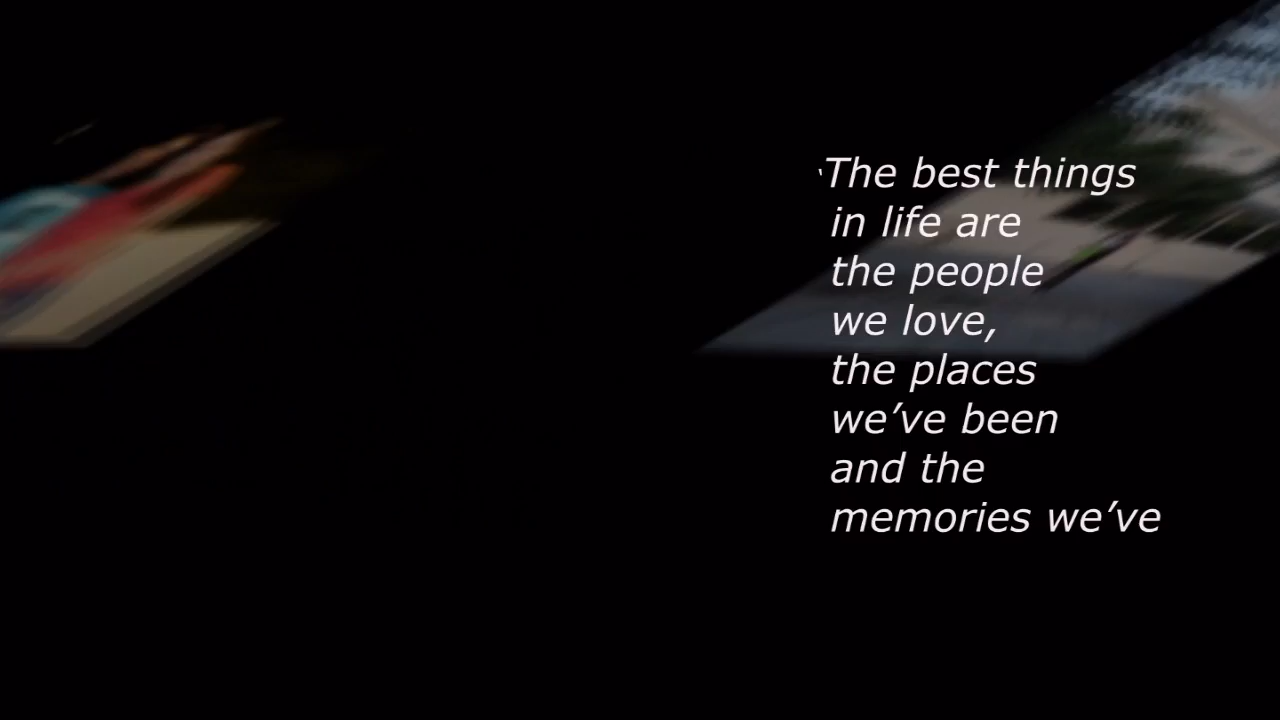 ‘The best things
in life are
the people
we love,
the places
we’ve been
and the
memories we’ve